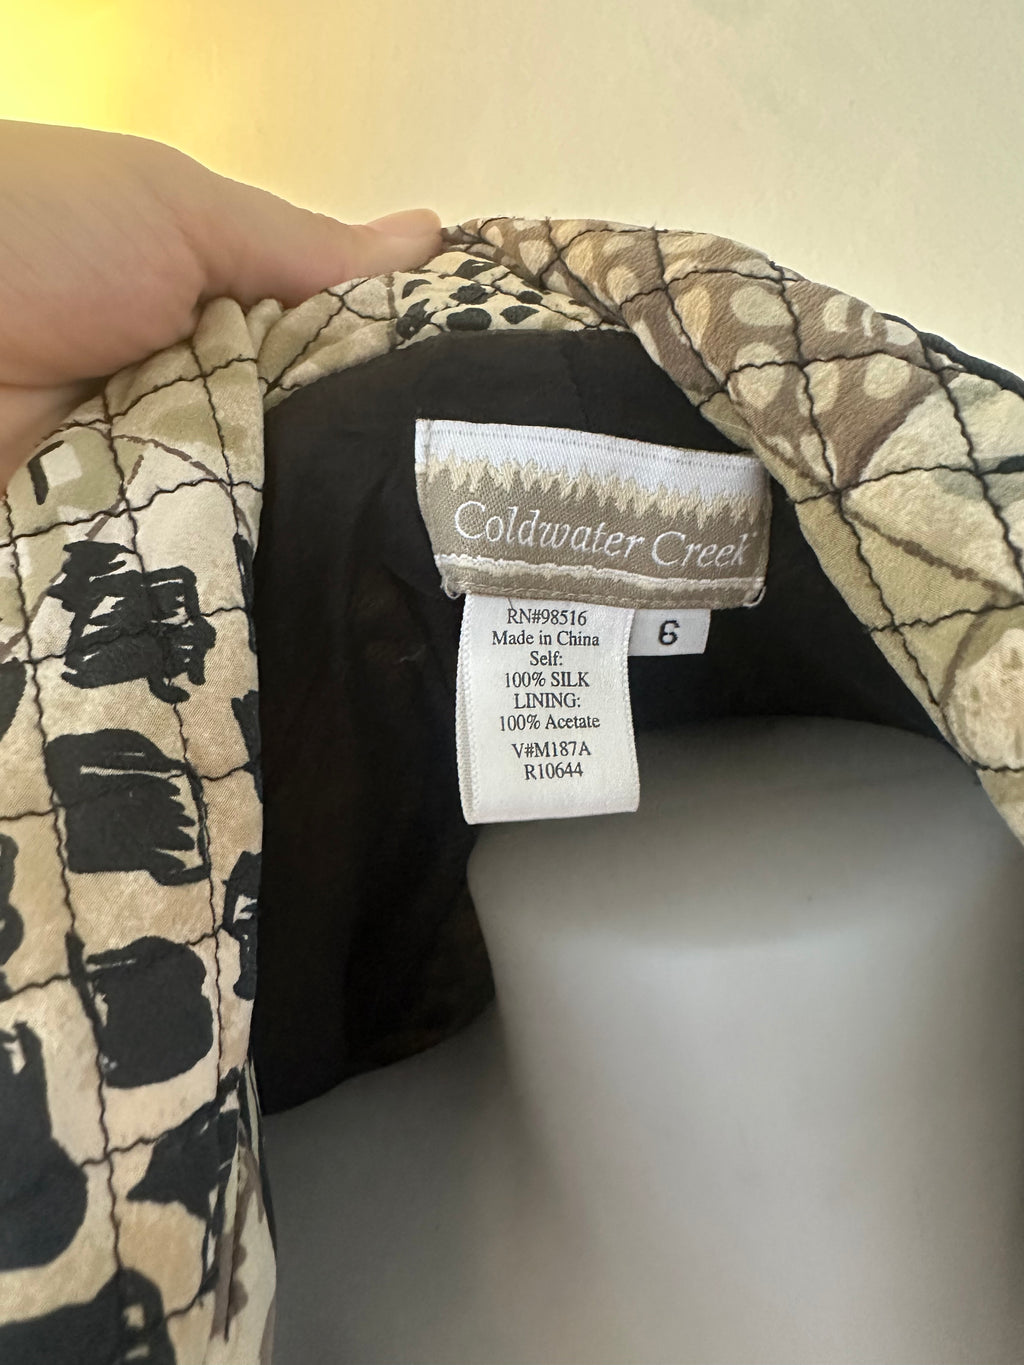 Coldwater Creek
RN#98516
Made in China
Self:
100% SILK
LINING:
100% Acetate
V#M187A
R10644
6